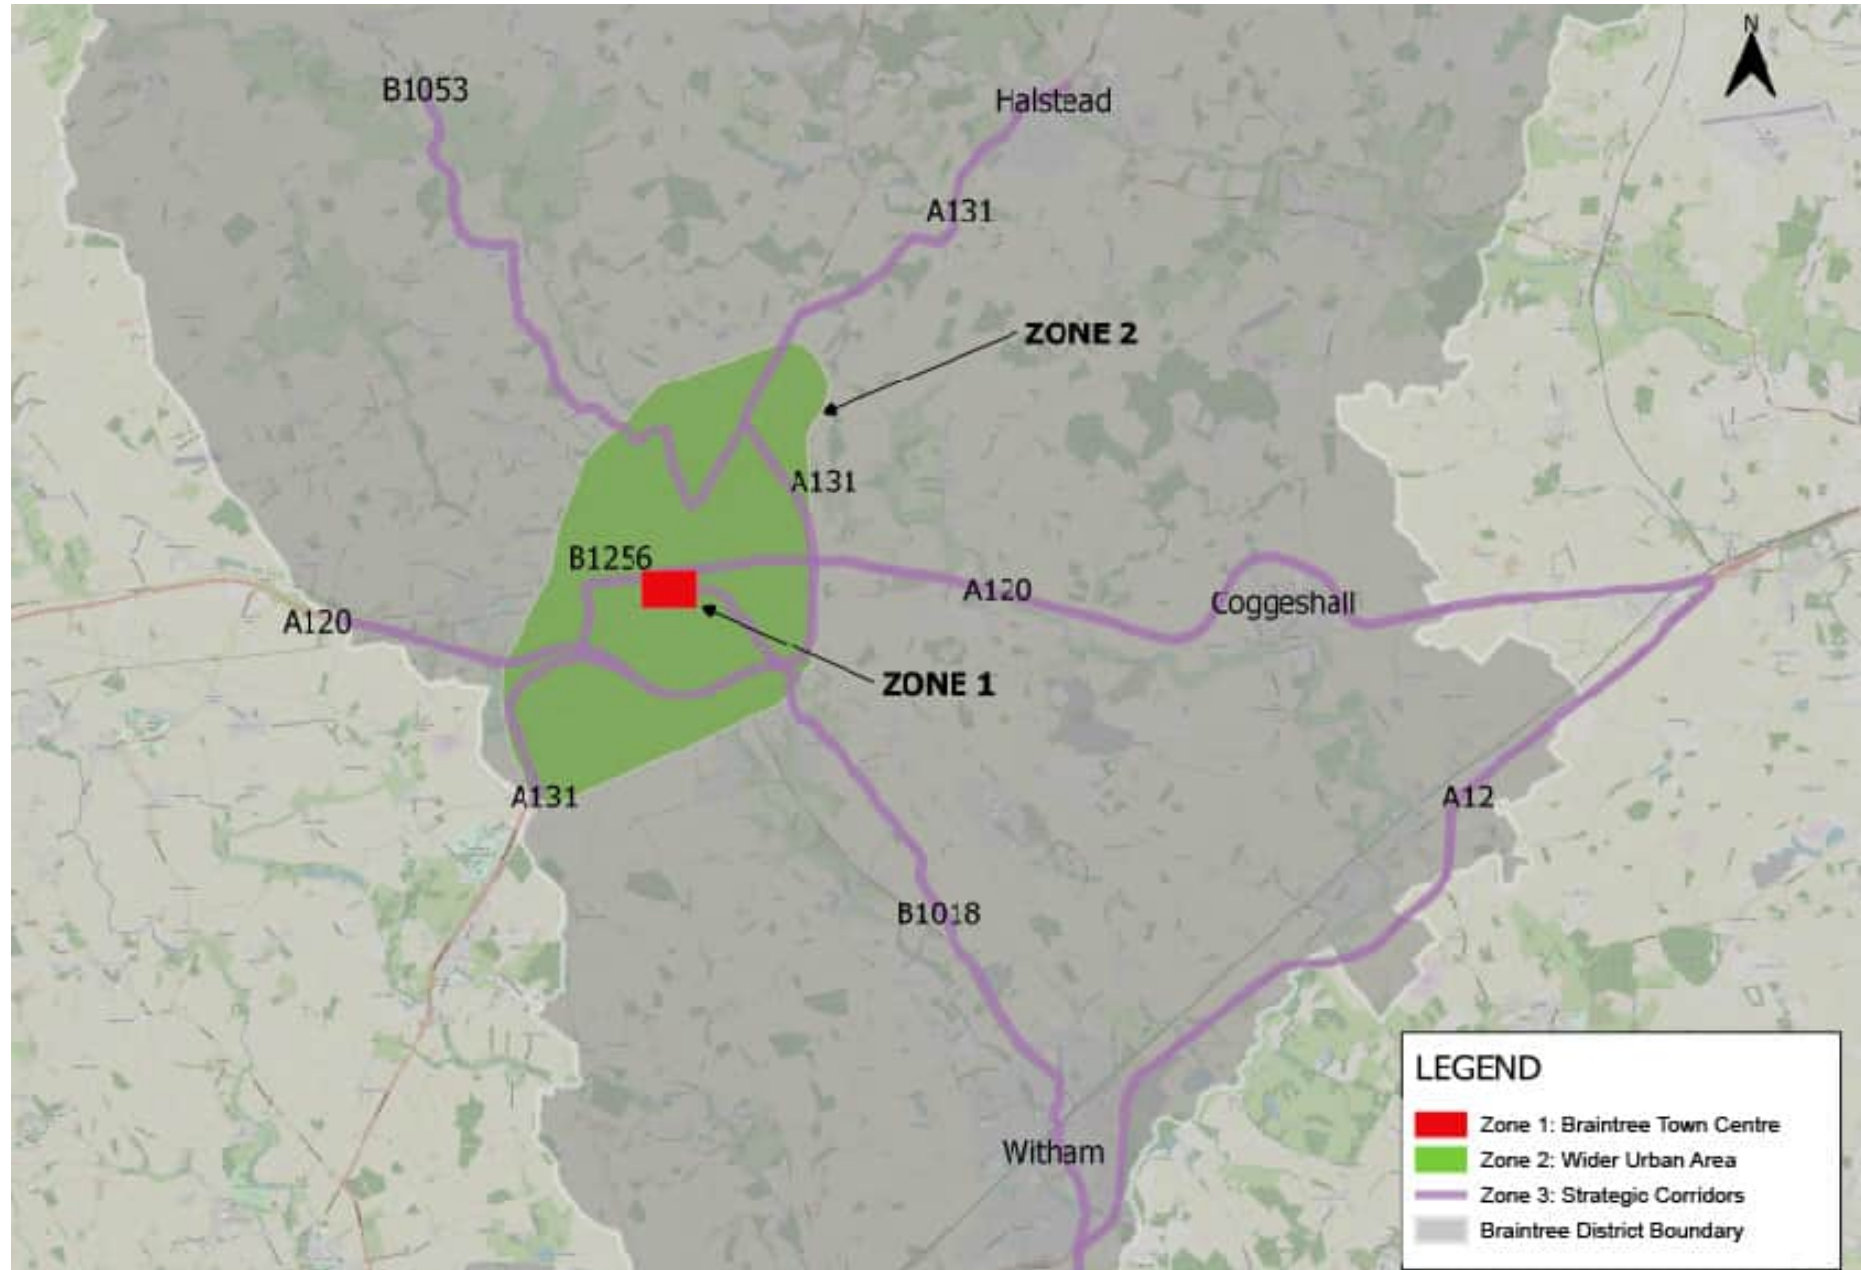 N
B1053
Halstead
A131
ZONE 2
A131
B1256
A120
Coggeshall
A120
ZONE 1
A131
A12
B1018
Witham
LEGEND
Zone 1: Braintree Town Centre
Zone 2: Wider Urban Area
Zone 3: Strategic Corridors
Braintree District Boundary